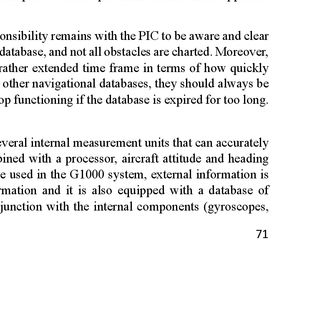 onsibility remains with the PIC to be aware and clear
database, and not all obstacles are charted. Moreover,
rather extended time frame in terms of how quickly
other navigational databases, they should always be
op functioning if the database is expired for too long.
everal internal measurement units that can accurately
bined with a processor, aircraft attitude and heading
e used in the G1000 system, external information is
rmation and it is also equipped with a database of
junction with the internal components (gyroscopes,
71